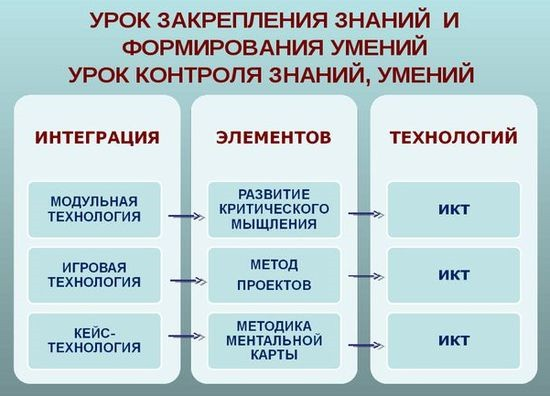 УРОК ЗАКРЕПЛЕНИЯ ЗНАНИЙ И
ФОРМИРОВАНИЯ УМЕНИЙ
УРОК КОНТРОЛЯ ЗНАНИЙ, УМЕНИЙ
ИНТЕГРАЦИЯ
ЭЛЕМЕНТОВ
ТЕХНОЛОГИЙ
МОДУЛЬНАЯ
ТЕХНОЛОГИЯ
РАЗВИТИЕ
КРИТИЧЕСКОГО
МЫЩЛЕНИЯ
ИКТ
ИГРОВАЯ
ТЕХНОЛОГИЯ
МЕТОД
ПРОЕКТОВ
ИКТ
КЕЙС-
ТЕХНОЛОГИЯ
МЕТОДИКА
МЕНТАЛЬНОЙ
КАРТЫ
ИКТ